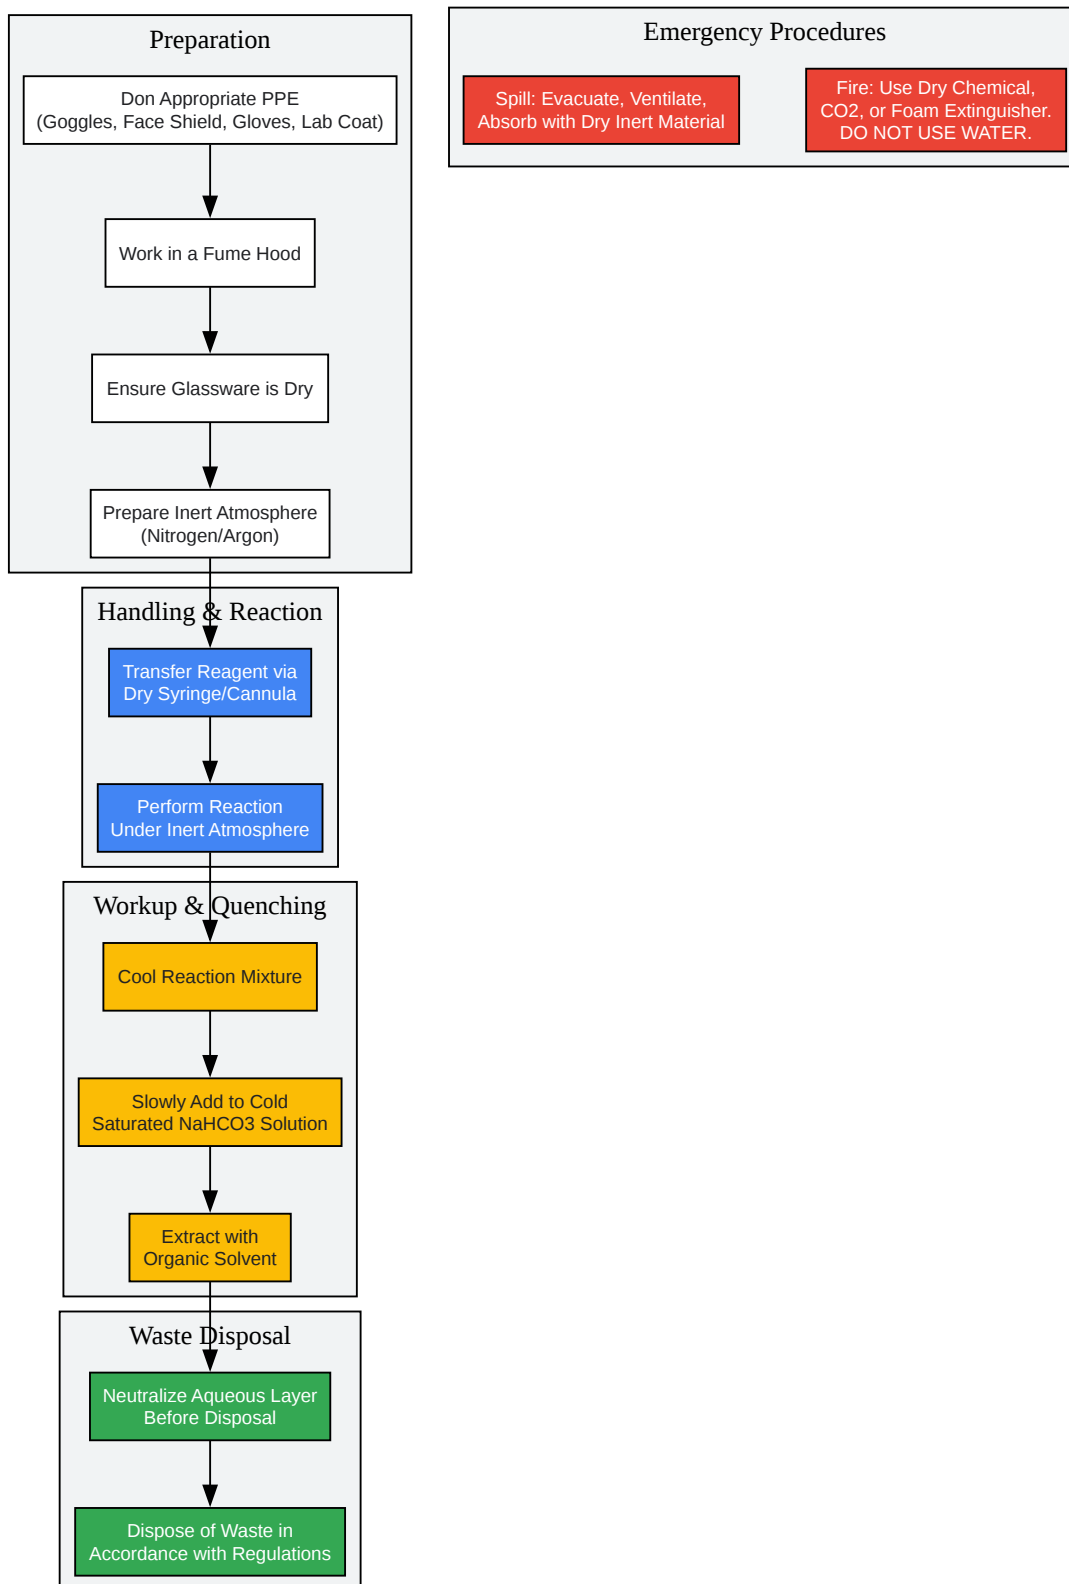 Preparation
Don Appropriate PPE
(Goggles, Face Shield, Gloves, Lab Coat)
Work in a Fume Hood
Ensure Glassware is Dry
Prepare Inert Atmosphere
(Nitrogen/Argon)
Handling & Reaction
Transfer Reagent via
Dry Syringe/Cannula
Perform Reaction
Under Inert Atmosphere
Workup & Quenching
Cool Reaction Mixture
Slowly Add to Cold
Saturated NaHCO3 Solution
Extract with
Organic Solvent
Waste Disposal
Neutralize Aqueous Layer
Before Disposal
Dispose of Waste in
Accordance with Regulations
Emergency Procedures
Spill: Evacuate, Ventilate,
Absorb with Dry Inert Material
Fire: Use Dry Chemical,
CO2, or Foam Extinguisher.
DO NOT USE WATER.